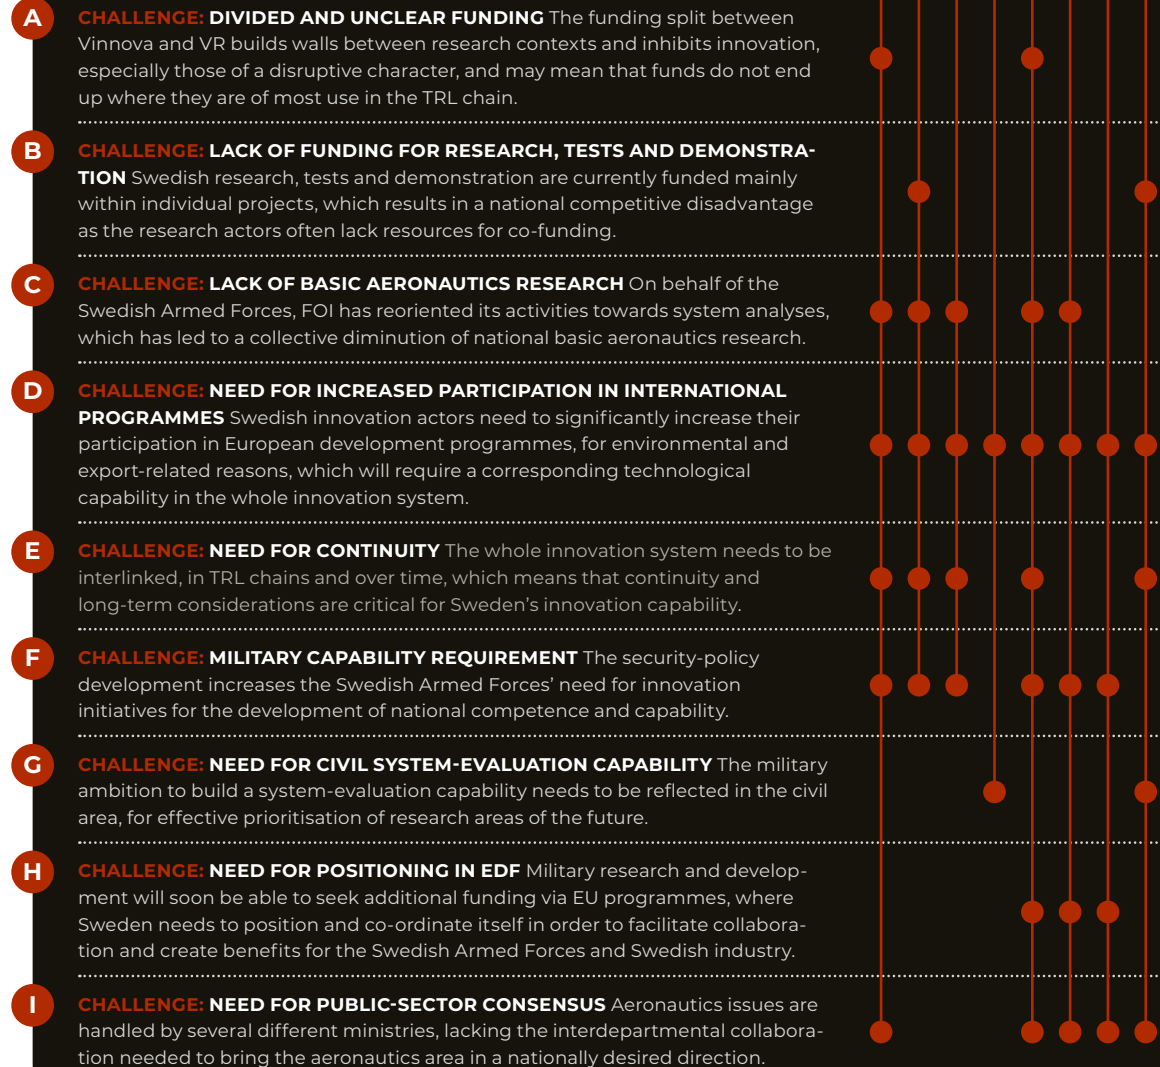 A
CHALLENGE: DIVIDED AND UNCLEAR FUNDING The funding split between
Vinnova and VR builds walls between research contexts and inhibits innovation,
especially those of a disruptive character, and may mean that funds do not end
up where they are of most use in the TRL chain.
B
CHALLENGE: LACK OF FUNDING FOR RESEARCH, TESTS AND DEMONSTRA-
TION Swedish research, tests and demonstration are currently funded mainly
within individual projects, which results in a national competitive disadvantage
as the research actors often lack resources for co-funding.
C
CHALLENGE: LACK OF BASIC AERONAUTICS RESEARCH On behalf of the
Swedish Armed Forces, FOI has reoriented its activities towards system analyses,
which has led to a collective diminution of national basic aeronautics research.
D
CHALLENGE: NEED FOR INCREASED PARTICIPATION IN INTERNATIONAL
PROGRAMMES Swedish innovation actors need to significantly increase their
participation in European development programmes, for environmental and
export-related reasons, which will require a corresponding technological
capability in the whole innovation system.
E
CHALLENGE: NEED FOR CONTINUITY The whole innovation system needs to be
interlinked, in TRL chains and over time, which means that continuity and
long-term considerations are critical for Sweden’s innovation capability.
F
CHALLENGE: MILITARY CAPABILITY REQUIREMENT The security-policy
development increases the Swedish Armed Forces’ need for innovation
initiatives for the development of national competence and capability.
G
CHALLENGE: NEED FOR CIVIL SYSTEM-EVALUATION CAPABILITY The military
ambition to build a system-evaluation capability needs to be reflected in the civil
area, for effective prioritisation of research areas of the future.
H
CHALLENGE: NEED FOR POSITIONING IN EDF Military research and develop-
ment will soon be able to seek additional funding via EU programmes, where
Sweden needs to position and co-ordinate itself in order to facilitate collabora-
tion and create benefits for the Swedish Armed Forces and Swedish industry.
I
CHALLENGE: NEED FOR PUBLIC-SECTOR CONSENSUS Aeronautics issues are
handled by several different ministries, lacking the interdepartmental collabora-
tion needed to bring the aeronautics area in a nationally desired direction.